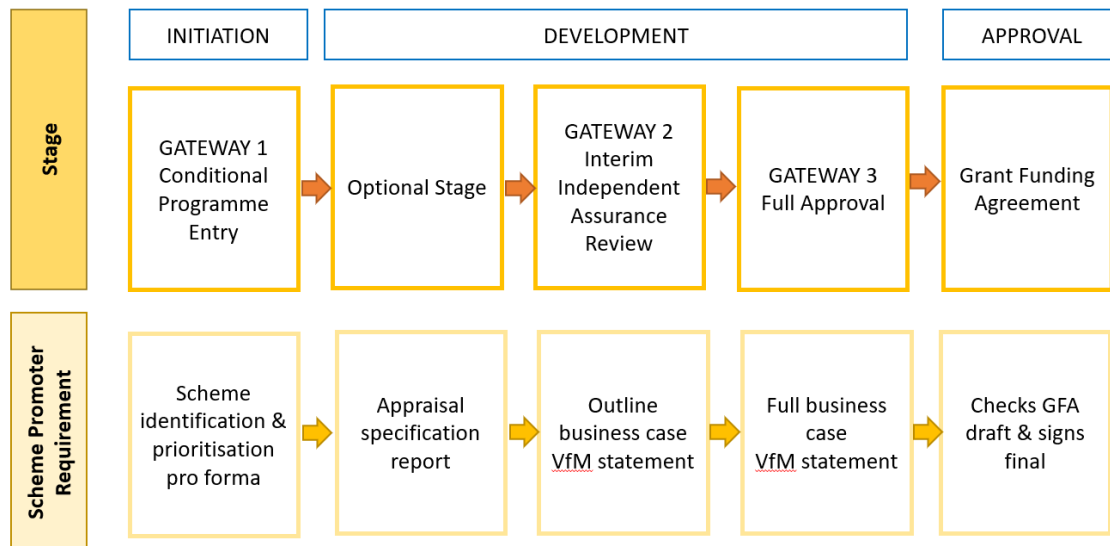 INITIATION
DEVELOPMENT
APPROVAL
Stage
GATEWAY 1
Conditional
Programme
Entry
Optional Stage
GATEWAY 2
Interim
Independent
Assurance
Review
GATEWAY 3
Full Approval
Grant Funding
Agreement
Scheme Promoter
Requirement
Scheme
identification &
prioritisation
pro forma
Appraisal
specification
report
Outline
business case
VfM statement
Full business
case
VfM statement
Checks GFA
draft & signs
final